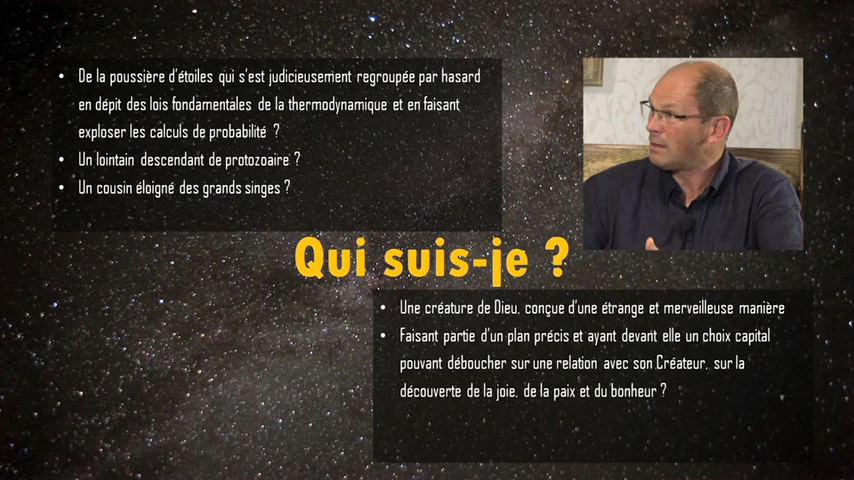 • De la poussière d'étoiles qui s'est judicieusement regroupée par hasard
en dépit des lois fondamentales de la thermodynamique et en faisant
exploser les calculs de probabilité ?
• Un lointain descendant de protozoaire ?
• Un cousin éloigné des grands singes ?
Qui suis-je ?
• Une créature de Dieu, conçue d'une étrange et merveilleuse manière
• Faisant partie d'un plan précis et ayant devant elle un choix capital
pouvant déboucher sur une relation avec son Créateur, sur la
découverte de la joie, de la paix et du bonheur ?